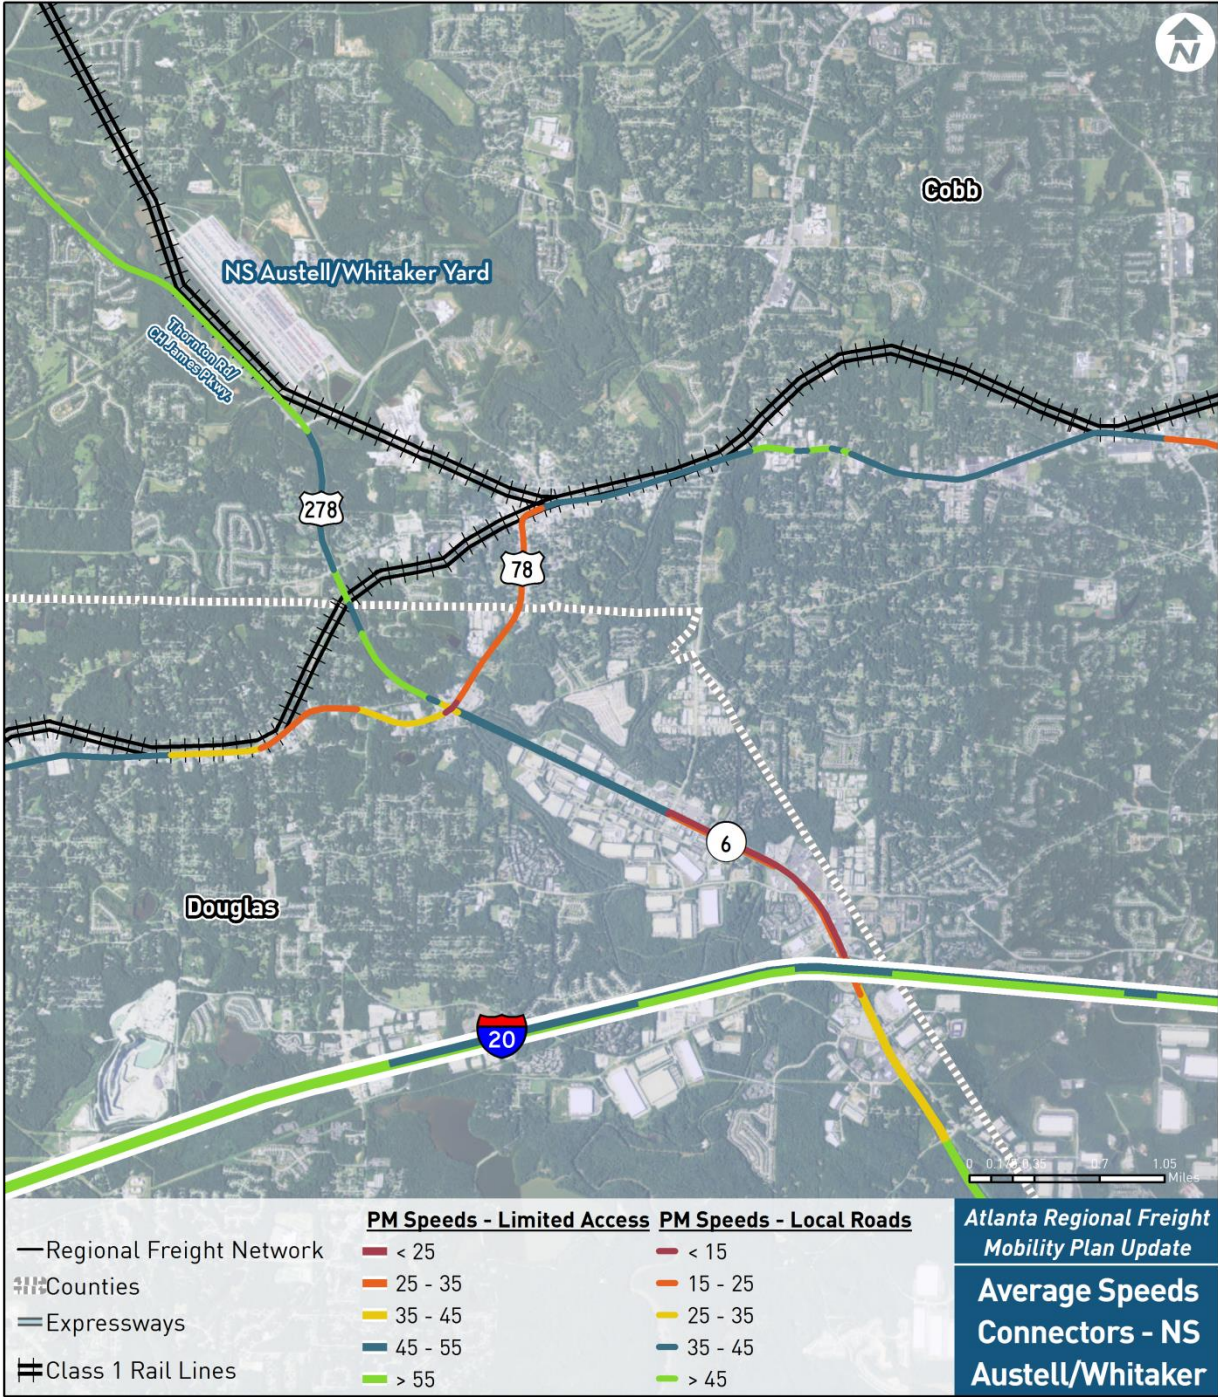 N
Cobb
NS Austell/Whitaker Yard
Thornton Rd/
CH James Pkwy.
278
78
6
Douglas
20
0 0.175 0.35 0.7 1.05
Miles
Regional Freight Network
Counties
Expressways
Class 1 Rail Lines
PM Speeds - Limited Access
< 25
25 - 35
35 - 45
45 - 55
> 55
PM Speeds - Local Roads
< 15
15 - 25
25 - 35
35 - 45
> 45
Atlanta Regional Freight
Mobility Plan Update
Average Speeds
Connectors - NS
Austell/Whitaker